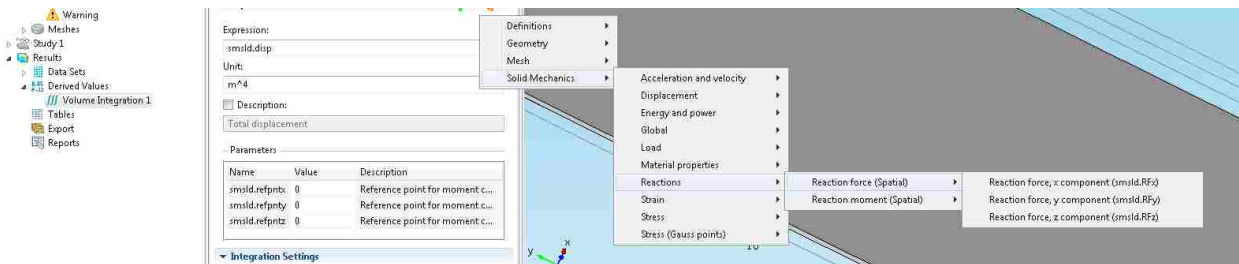 Warning
Meshes
Study 1
Results
Data Sets
Derived Values
Volume Integration 1
Tables
Export
Reports
Expression:
smsld.disp
Unit:
m^4
Description:
Total displacement
Parameters
Name Value Description
smsld.refpntx 0 Reference point for moment c...
smsld.refpnty 0 Reference point for moment c...
smsld.refpntz 0 Reference point for moment c...
Integration Settings
Definitions
Geometry
Mesh
Solid Mechanics
Acceleration and velocity
Displacement
Energy and power
Global
Load
Material properties
Reactions
Strain
Stress
Stress (Gauss points)
Reaction force (Spatial)
Reaction moment (Spatial)
Reaction force, x component (smsld.RFx)
Reaction force, y component (smsld.RFy)
Reaction force, z component (smsld.RFz)
y x